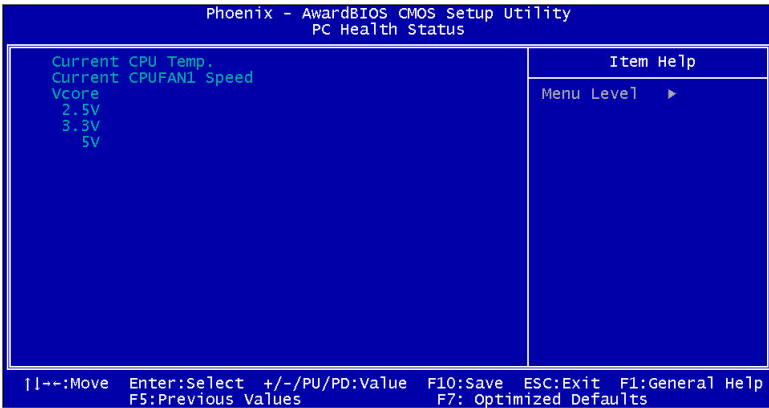 Phoenix - AwardBIOS CMOS Setup Utility
PC Health Status
Current CPU Temp.
Current CPUFAN1 Speed
Vcore
2.5V
3.3V
5V
Item Help
Menu Level ►
↑↓→←:Move Enter:Select +/-/PU/PD:Value F10:Save ESC:Exit F1:General Help
F5:Previous Values F7: Optimized Defaults